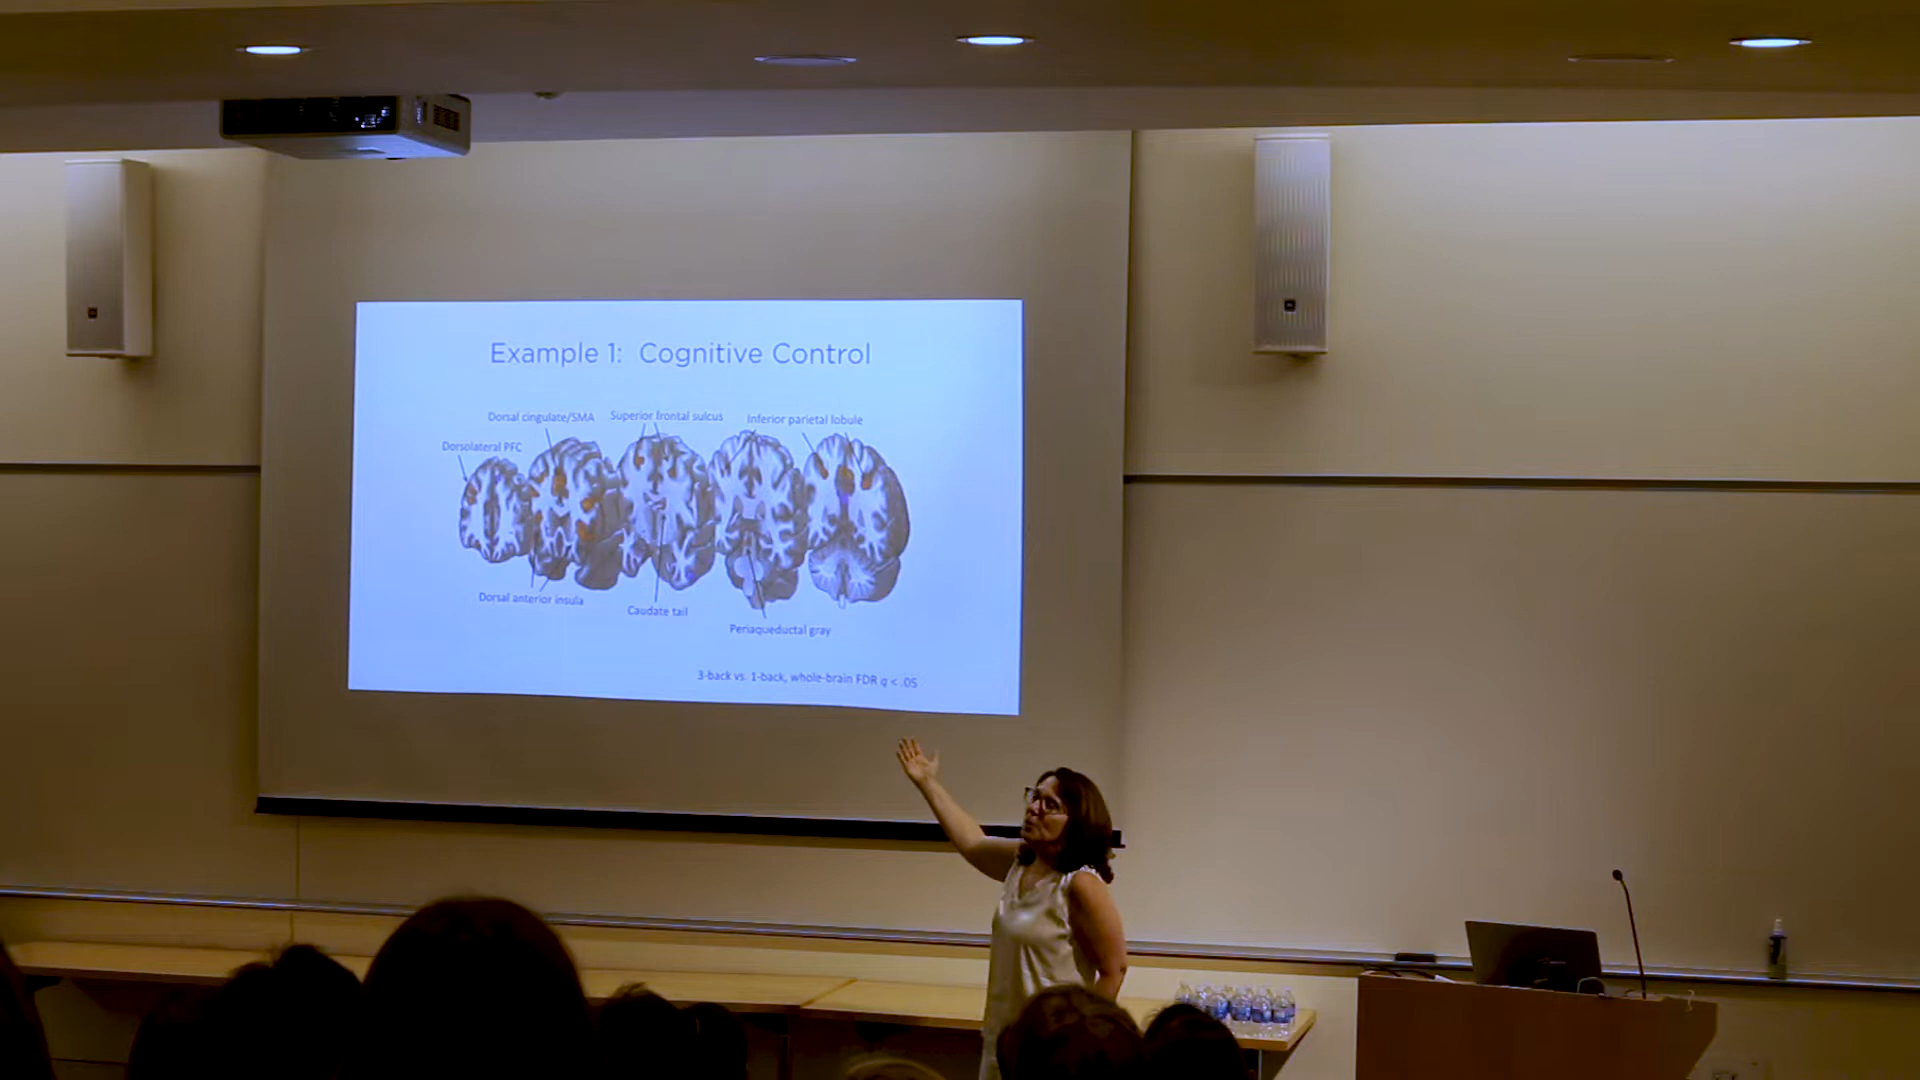 Example 1: Cognitive Control
Dorsal cingulate/SMA
Superior frontal sulcus
Inferior parietal lobule
Dorsolateral PFC
Dorsal anterior insula
Caudate tail
Periaqueductal gray
3-back vs. 1-back, whole-brain FDR q < .05